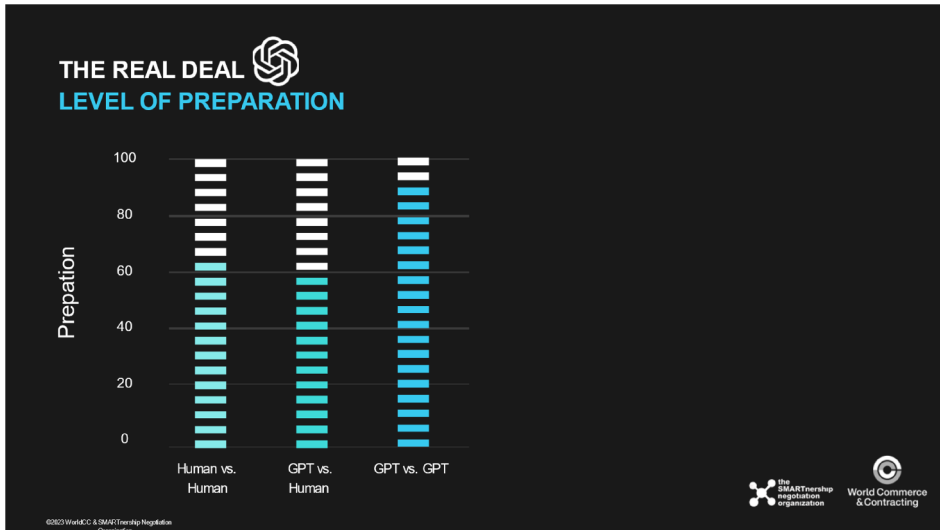 THE REAL DEAL
LEVEL OF PREPARATION
100
80
60
40
20
0
Prepation
Human vs.
Human
GPT vs.
Human
GPT vs. GPT
the
SMARTnership
negotiation
organization
World Commerce
& Contracting
©2023 WorldCC & SMARTnership Negotiation
Organization